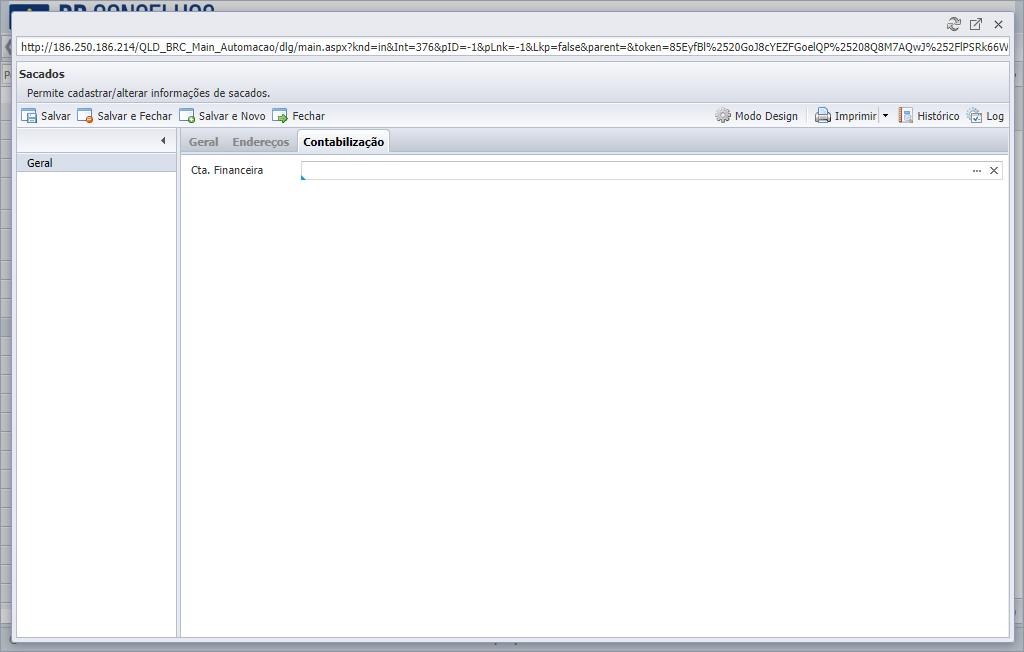 http://186.250.186.214/QLD_BRC_Main_Automacao/dlg/main.aspx?knd=in&Int=376&pID=-1&pLnk=-1&Lkp=false&parent=&token=85EyfBl%2520GoJ8cYEZFGoelQP%25208Q8M7AQwJ%252FlPSRk66W
Sacados
Permite cadastrar/alterar informações de sacados.
Salvar Salvar e Fechar Salvar e Novo Fechar Modo Design Imprimir Histórico Log
Geral Endereços Contabilização
Geral
Cta. Financeira